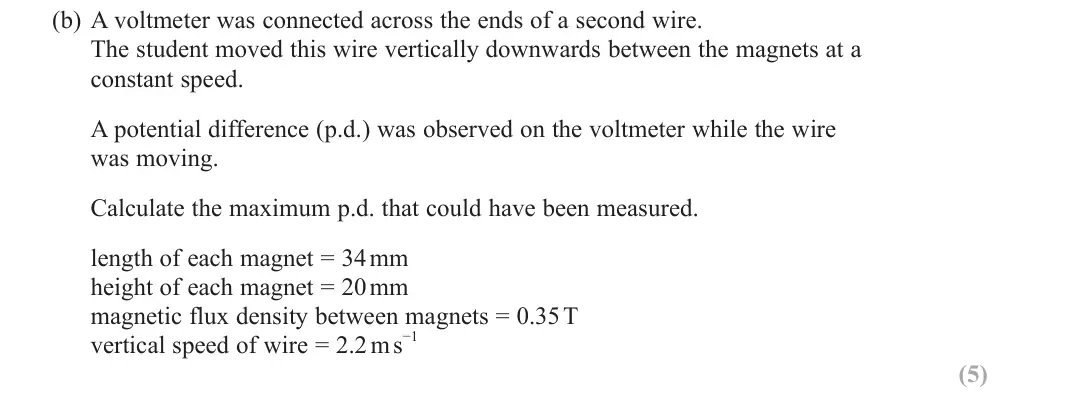 (b) A voltmeter was connected across the ends of a second wire.
The student moved this wire vertically downwards between the magnets at a
constant speed.
A potential difference (p.d.) was observed on the voltmeter while the wire
was moving.
Calculate the maximum p.d. that could have been measured.
length of each magnet = 34 mm
height of each magnet = 20 mm
magnetic flux density between magnets = 0.35 T
vertical speed of wire = 2.2 m s⁻¹
(5)